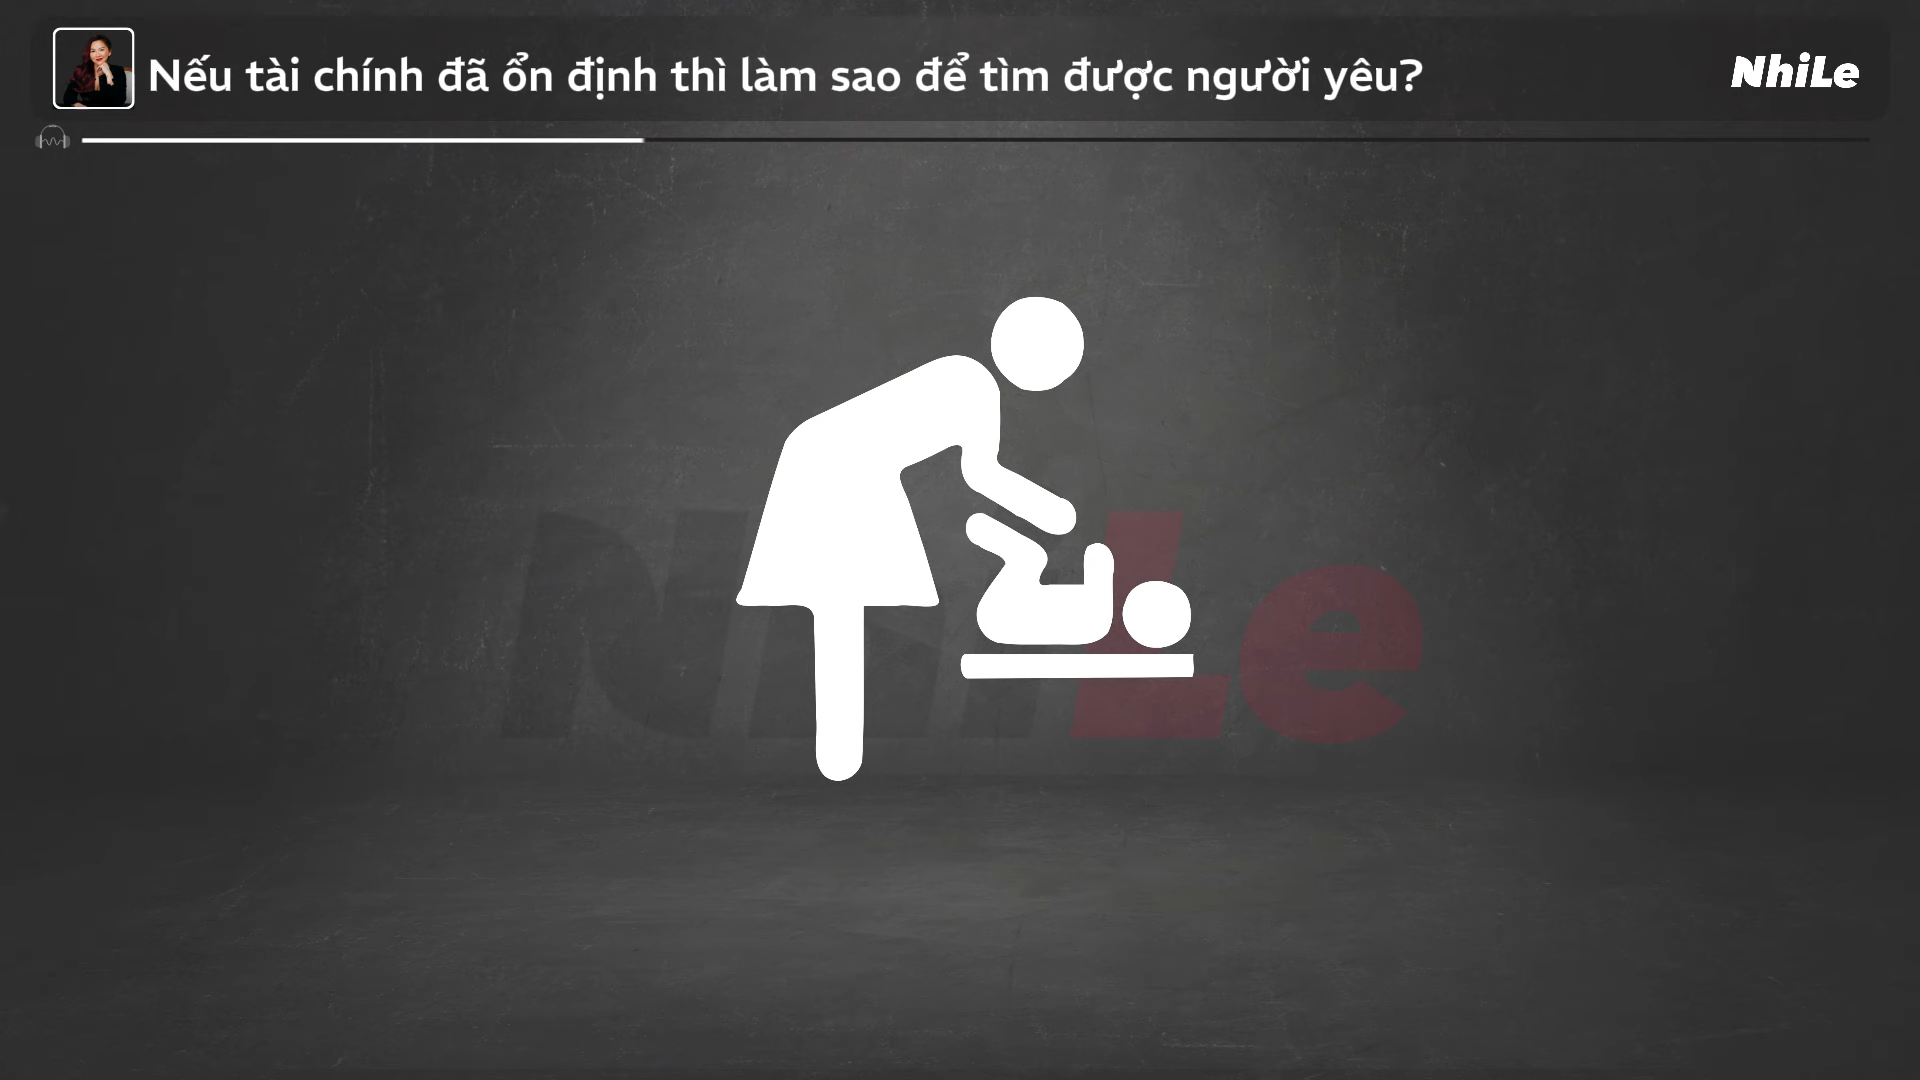 Nếu tài chính đã ổn định thì làm sao để tìm được người yêu?
NhiLe
NhiLe